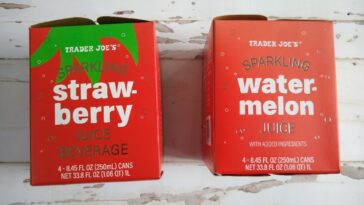 TRADER JOE'S
SPARKLING
straw-
berry
JUICE
BEVERAGE
4 - 8.45 FL OZ (250mL) CANS
NET 33.8 FL OZ (1.06 QT) 1L
TRADER JOE'S
SPARKLING
water-
melon
JUICE
WITH ADDED INGREDIENTS
4 - 8.45 FL OZ (250mL) CANS
NET 33.8 FL OZ (1.06 QT) 1L